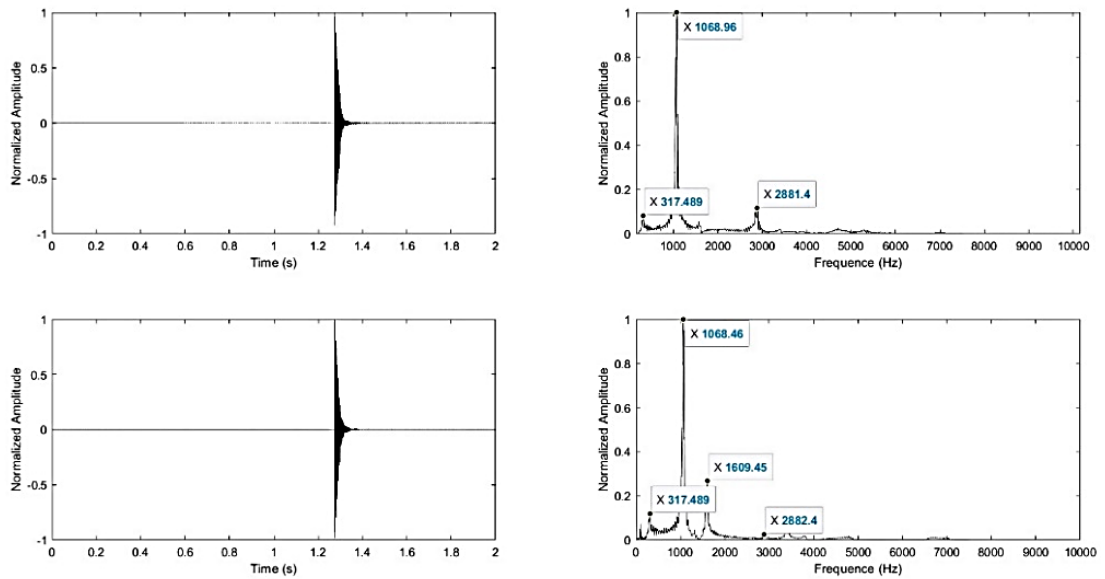 1
0.5
0
-0.5
-1
Normalized Amplitude
0 0.2 0.4 0.6 0.8 1 1.2 1.4 1.6 1.8 2
Time (s)
1
0.8
0.6
0.4
0.2
0
Normalized Amplitude
X 1068.96
X 317.489
X 2881.4
1000 2000 3000 4000 5000 6000 7000 8000 9000 10000
Frequence (Hz)
1
0.5
0
-0.5
-1
Normalized Amplitude
0 0.2 0.4 0.6 0.8 1 1.2 1.4 1.6 1.8 2
Time (s)
1
0.8
0.6
0.4
0.2
0
Normalized Amplitude
X 1068.46
X 1609.45
X 317.489
X 2882.4
0 1000 2000 3000 4000 5000 6000 7000 8000 9000 10000
Frequence (Hz)